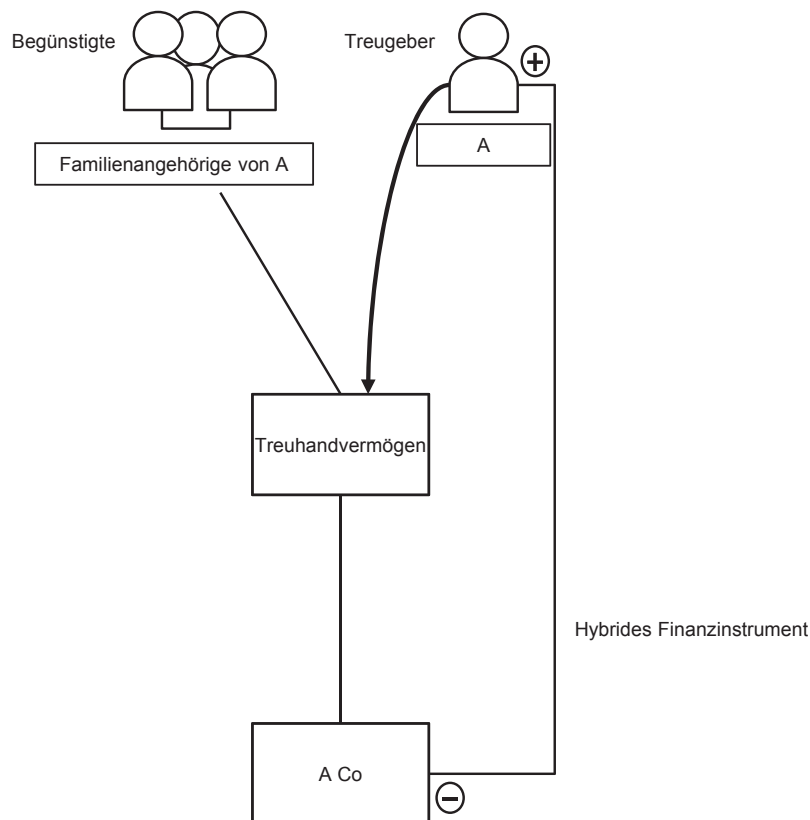 Begünstigte
Treugeber
+
Familienangehörige von A
A
Treuhandvermögen
Hybrides Finanzinstrument
A Co
−